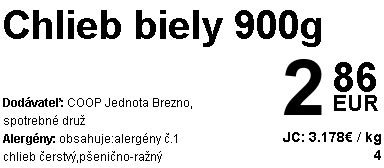 Chlieb biely 900g
2 86
EUR
Dodávateľ: COOP Jednota Brezno,
spotrebné druž
Alergény: obsahuje:alergény č.1
chlieb čerstvý,pšenično-ražný
JC: 3.178€ / kg
4